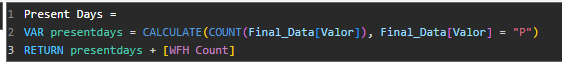 1 Present Days =
2 VAR presentdays = CALCULATE(COUNT(Final_Data[Valor]), Final_Data[Valor] = "P")
3 RETURN presentdays + [WFH Count]